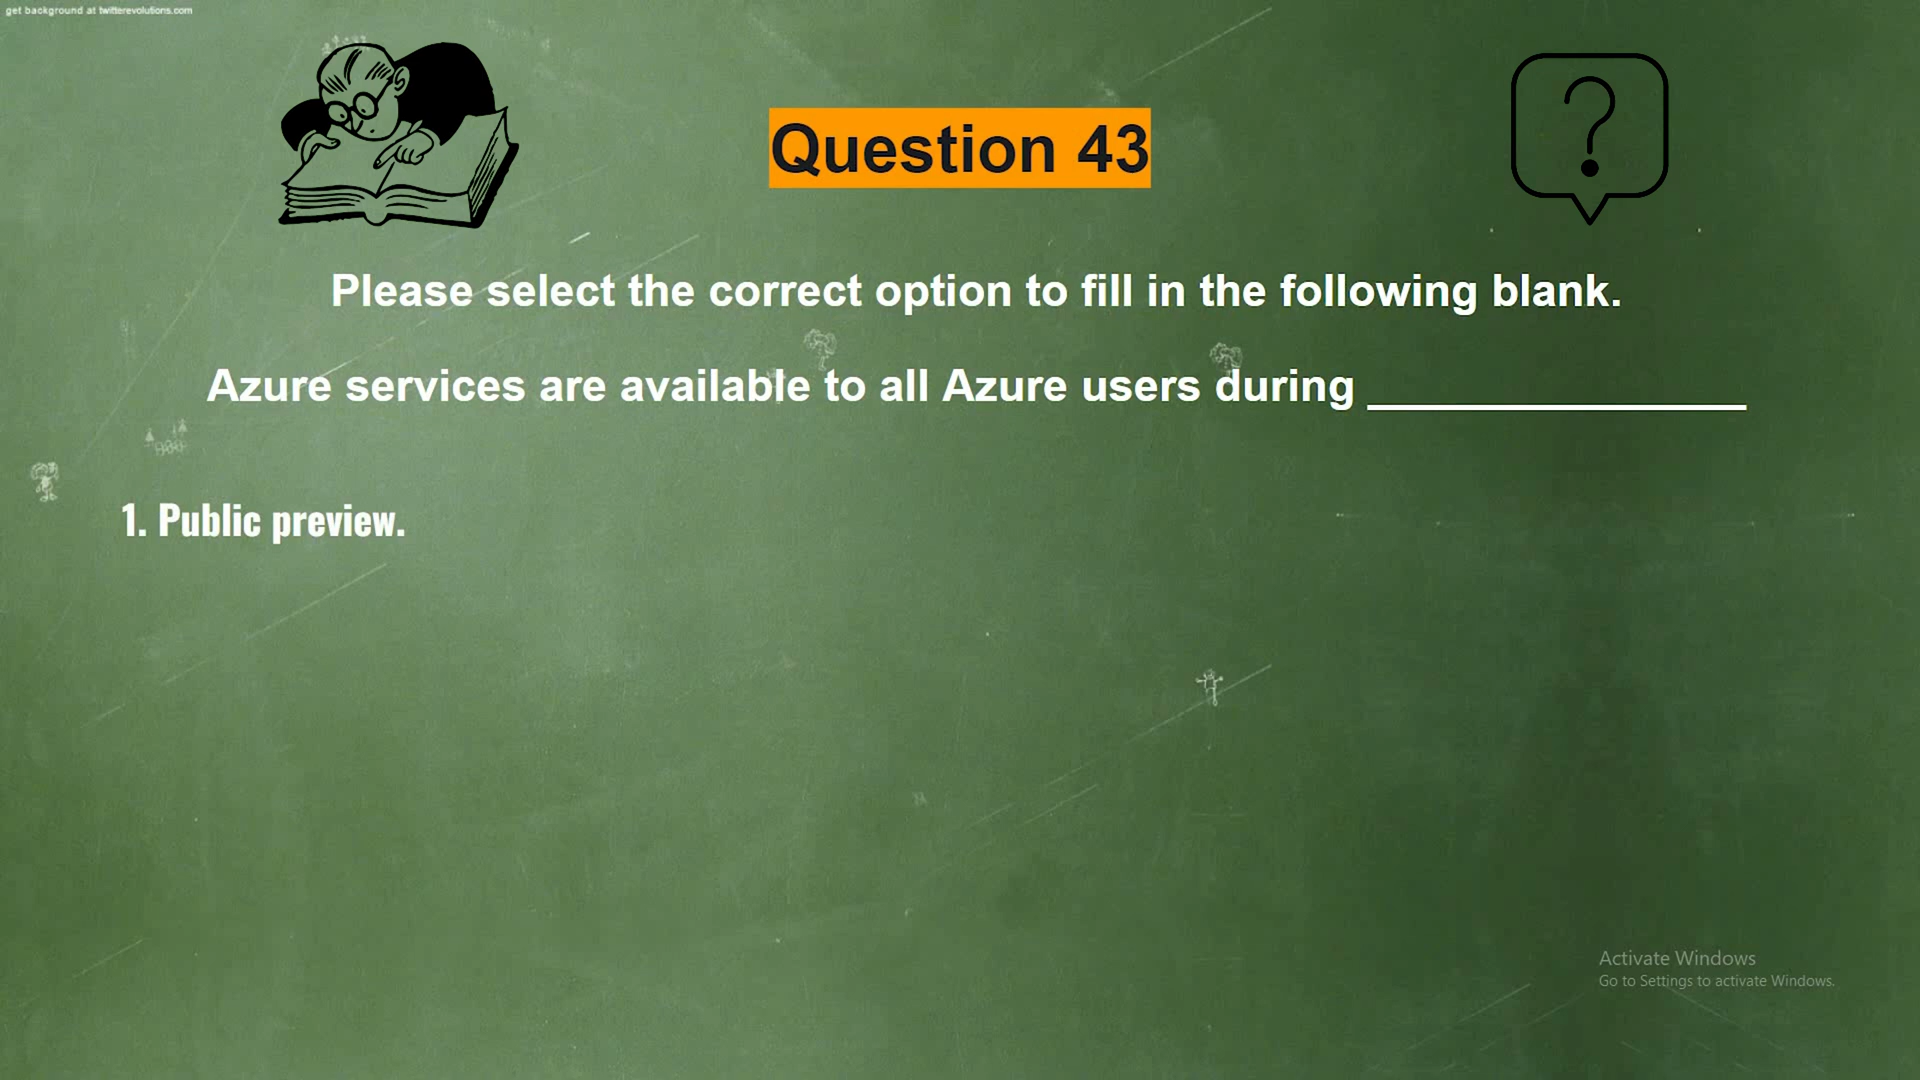 get background at twitterevolutions.com
Question 43
Please select the correct option to fill in the following blank.
Azure services are available to all Azure users during _______________
1. Public preview.
Activate Windows
Go to Settings to activate Windows.